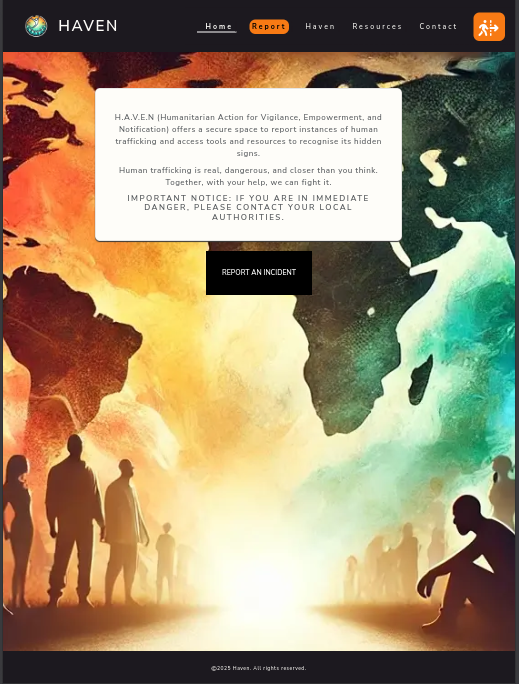 HAVEN
Home Report Haven Resources Contact
H.A.V.E.N (Humanitarian Action for Vigilance, Empowerment, and
Notification) offers a secure space to report instances of human
trafficking and access tools and resources to recognise its hidden
signs.
Human trafficking is real, dangerous, and closer than you think.
Together, with your help, we can fight it.
IMPORTANT NOTICE: IF YOU ARE IN IMMEDIATE
DANGER, PLEASE CONTACT YOUR LOCAL
AUTHORITIES.
REPORT AN INCIDENT
©2025 Haven. All rights reserved.